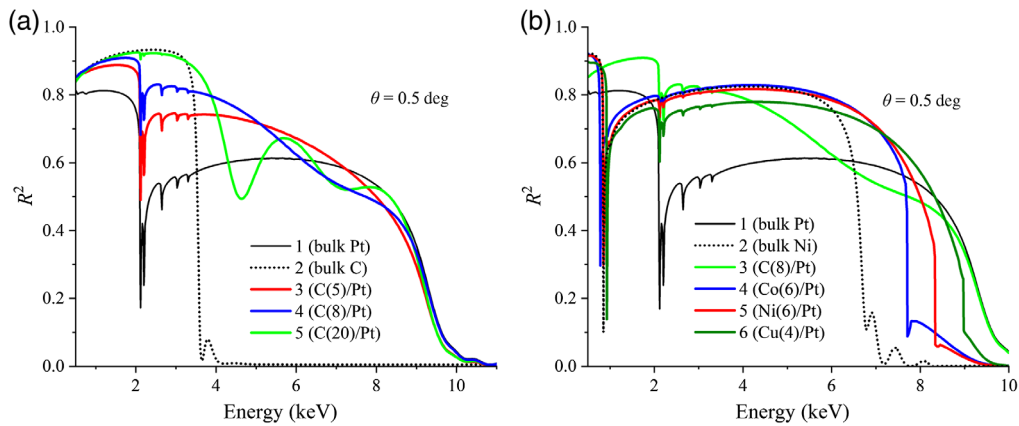 (a)
1.0
0.8
0.6
0.4
0.2
0.0
R²
θ = 0.5 deg
1 (bulk Pt)
2 (bulk C)
3 (C(5)/Pt)
4 (C(8)/Pt)
5 (C(20)/Pt)
2 4 6 8 10
Energy (keV)
(b)
1.0
0.8
0.6
0.4
0.2
0.0
R²
θ = 0.5 deg
1 (bulk Pt)
2 (bulk Ni)
3 (C(8)/Pt)
4 (Co(6)/Pt)
5 (Ni(6)/Pt)
6 (Cu(4)/Pt)
2 4 6 8 10
Energy (keV)